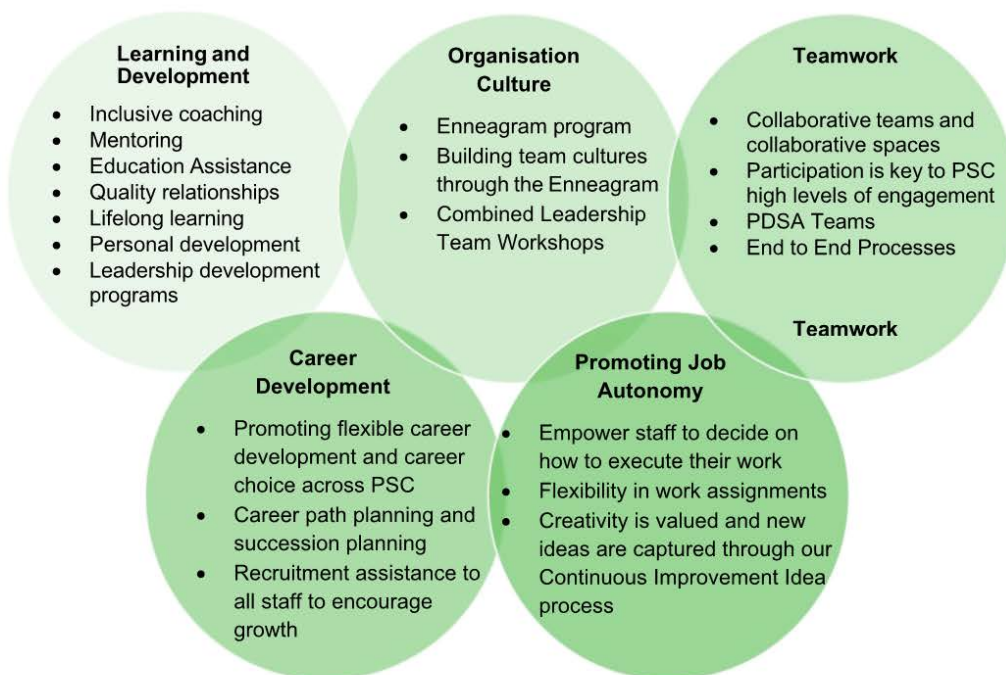 Learning and
Development
• Inclusive coaching
• Mentoring
• Education Assistance
• Quality relationships
• Lifelong learning
• Personal development
• Leadership development
programs
Organisation
Culture
• Enneagram program
• Building team cultures
through the Enneagram
• Combined Leadership
Team Workshops
Teamwork
• Collaborative teams and
collaborative spaces
• Participation is key to PSC
high levels of engagement
• PDSA Teams
• End to End Processes
Teamwork
Career
Development
• Promoting flexible career
development and career
choice across PSC
• Career path planning and
succession planning
• Recruitment assistance to
all staff to encourage
growth
Promoting Job
Autonomy
• Empower staff to decide on
how to execute their work
• Flexibility in work assignments
• Creativity is valued and new
ideas are captured through our
Continuous Improvement Idea
process